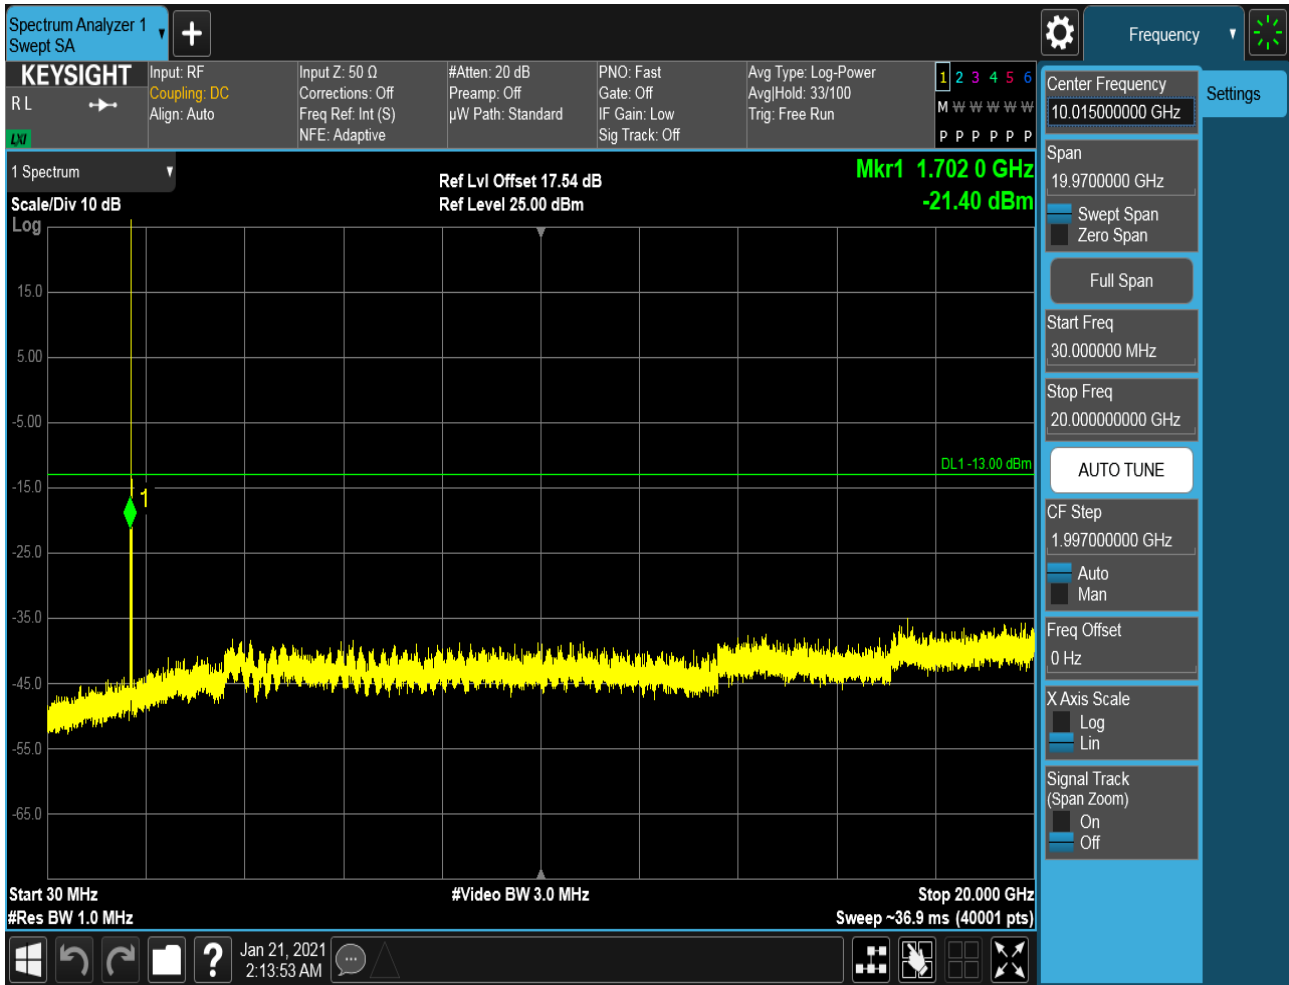 Spectrum Analyzer 1
Swept SA
Frequency
KEYSIGHT
R L
LXI
Input: RF
Coupling: DC
Align: Auto
Input Z: 50 Ω
Corrections: Off
Freq Ref: Int (S)
NFE: Adaptive
#Atten: 20 dB
Preamp: Off
µW Path: Standard
PNO: Fast
Gate: Off
IF Gain: Low
Sig Track: Off
Avg Type: Log-Power
Avg|Hold: 33/100
Trig: Free Run
1 2 3 4 5 6
M W W W W W
P P P P P P
1 Spectrum
Scale/Div 10 dB
Log
Ref Lvl Offset 17.54 dB
Ref Level 25.00 dBm
Mkr1 1.702 0 GHz
-21.40 dBm
15.0
5.00
-5.00
DL1 -13.00 dBm
-15.0
1
-25.0
-35.0
-45.0
-55.0
-65.0
Start 30 MHz
#Res BW 1.0 MHz
#Video BW 3.0 MHz
Stop 20.000 GHz
Sweep ~36.9 ms (40001 pts)
?
Jan 21, 2021
2:13:53 AM
Center Frequency
10.015000000 GHz
Settings
Span
19.9700000 GHz
Swept Span
Zero Span
Full Span
Start Freq
30.000000 MHz
Stop Freq
20.000000000 GHz
AUTO TUNE
CF Step
1.997000000 GHz
Auto
Man
Freq Offset
0 Hz
X Axis Scale
Log
Lin
Signal Track
(Span Zoom)
On
Off